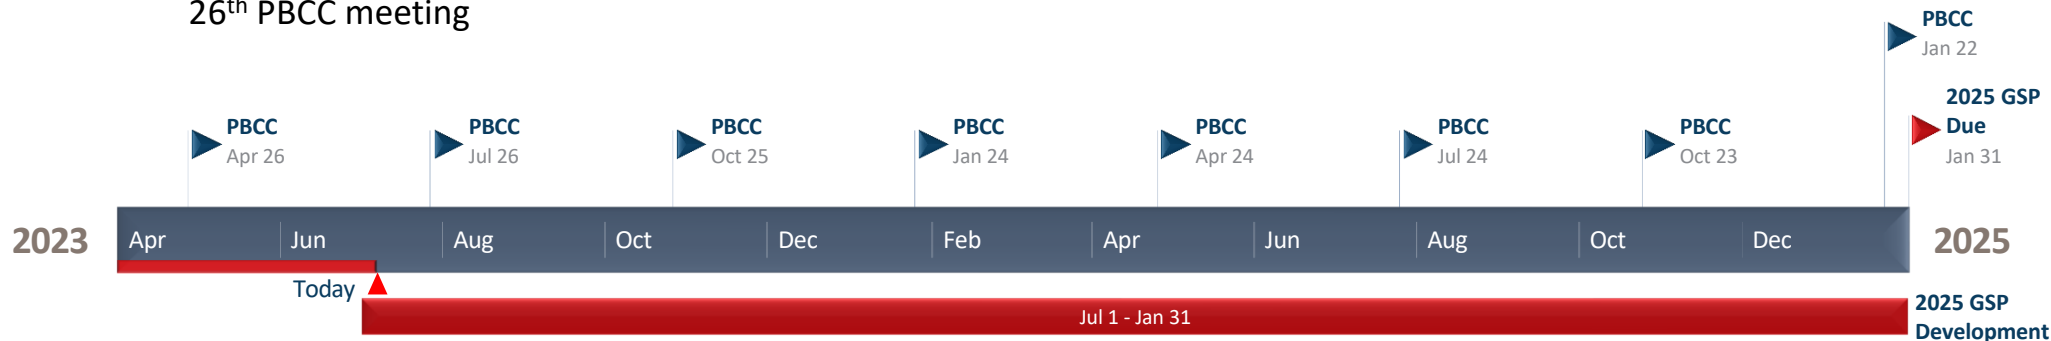 26th PBCC meeting
PBCC
Jan 22
2025 GSP
Due
Jan 31
PBCC
Apr 26
PBCC
Jul 26
PBCC
Oct 25
PBCC
Jan 24
PBCC
Apr 24
PBCC
Jul 24
PBCC
Oct 23
2023 Apr Jun Aug Oct Dec Feb Apr Jun Aug Oct Dec 2025
Today
Jul 1 - Jan 31
2025 GSP
Development